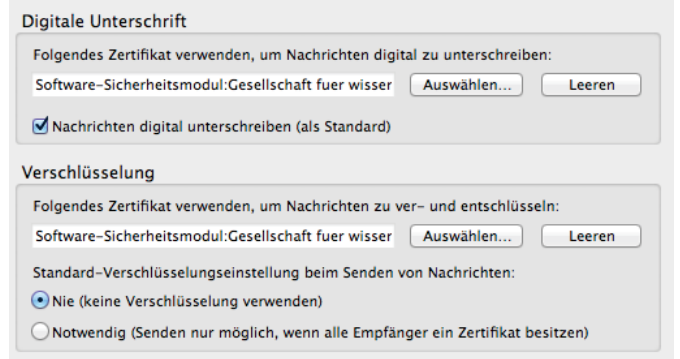 Digitale Unterschrift
Folgendes Zertifikat verwenden, um Nachrichten digital zu unterschreiben:
Software-Sicherheitsmodul:Gesellschaft fuer wisser Auswählen... Leeren
Nachrichten digital unterschreiben (als Standard)
Verschlüsselung
Folgendes Zertifikat verwenden, um Nachrichten zu ver- und entschlüsseln:
Software-Sicherheitsmodul:Gesellschaft fuer wisser Auswählen... Leeren
Standard-Verschlüsselungseinstellung beim Senden von Nachrichten:
Nie (keine Verschlüsselung verwenden)
Notwendig (Senden nur möglich, wenn alle Empfänger ein Zertifikat besitzen)